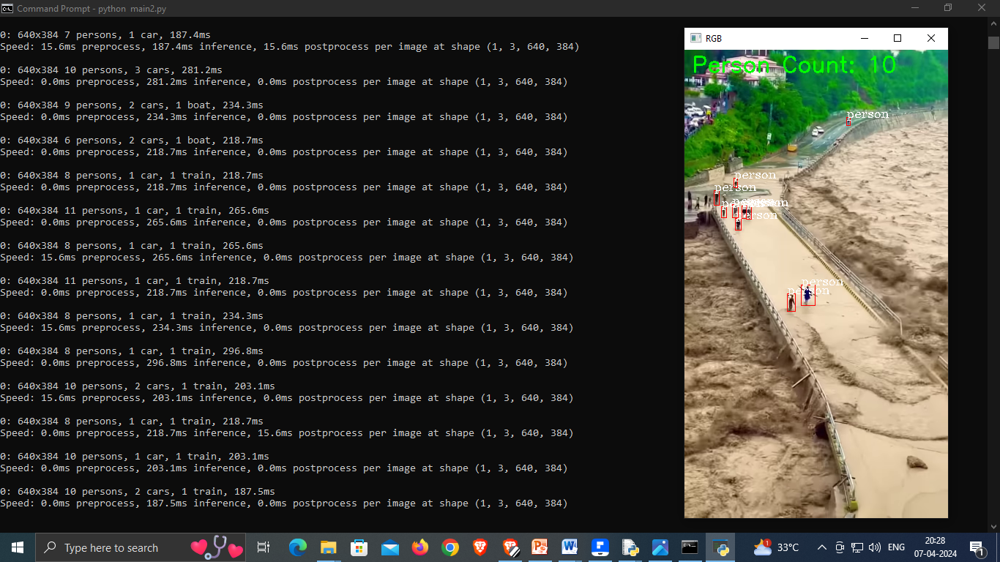 Command Prompt - python main2.py
0: 640x384 7 persons, 1 car, 187.4ms
Speed: 15.6ms preprocess, 187.4ms inference, 15.6ms postprocess per image at shape (1, 3, 640, 384)
0: 640x384 10 persons, 3 cars, 281.2ms
Speed: 0.0ms preprocess, 281.2ms inference, 0.0ms postprocess per image at shape (1, 3, 640, 384)
0: 640x384 9 persons, 2 cars, 1 boat, 234.3ms
Speed: 0.0ms preprocess, 234.3ms inference, 0.0ms postprocess per image at shape (1, 3, 640, 384)
0: 640x384 6 persons, 2 cars, 1 boat, 218.7ms
Speed: 0.0ms preprocess, 218.7ms inference, 0.0ms postprocess per image at shape (1, 3, 640, 384)
0: 640x384 8 persons, 1 car, 1 train, 218.7ms
Speed: 0.0ms preprocess, 218.7ms inference, 0.0ms postprocess per image at shape (1, 3, 640, 384)
0: 640x384 11 persons, 1 car, 1 train, 265.6ms
Speed: 0.0ms preprocess, 265.6ms inference, 0.0ms postprocess per image at shape (1, 3, 640, 384)
0: 640x384 8 persons, 1 car, 1 train, 265.6ms
Speed: 15.6ms preprocess, 265.6ms inference, 0.0ms postprocess per image at shape (1, 3, 640, 384)
0: 640x384 11 persons, 1 car, 1 train, 218.7ms
Speed: 0.0ms preprocess, 218.7ms inference, 0.0ms postprocess per image at shape (1, 3, 640, 384)
0: 640x384 8 persons, 1 car, 1 train, 234.3ms
Speed: 15.6ms preprocess, 234.3ms inference, 0.0ms postprocess per image at shape (1, 3, 640, 384)
0: 640x384 8 persons, 1 car, 1 train, 296.8ms
Speed: 0.0ms preprocess, 296.8ms inference, 0.0ms postprocess per image at shape (1, 3, 640, 384)
0: 640x384 10 persons, 2 cars, 1 train, 203.1ms
Speed: 15.6ms preprocess, 203.1ms inference, 0.0ms postprocess per image at shape (1, 3, 640, 384)
0: 640x384 8 persons, 1 car, 1 train, 218.7ms
Speed: 0.0ms preprocess, 218.7ms inference, 15.6ms postprocess per image at shape (1, 3, 640, 384)
0: 640x384 10 persons, 1 car, 1 train, 203.1ms
Speed: 0.0ms preprocess, 203.1ms inference, 0.0ms postprocess per image at shape (1, 3, 640, 384)
0: 640x384 10 persons, 2 cars, 1 train, 187.5ms
Speed: 0.0ms preprocess, 187.5ms inference, 0.0ms postprocess per image at shape (1, 3, 640, 384)
RGB
Person Count: 10
person
person
person
person
person
person
person
person
Type here to search
33°C
ENG
20:28
07-04-2024